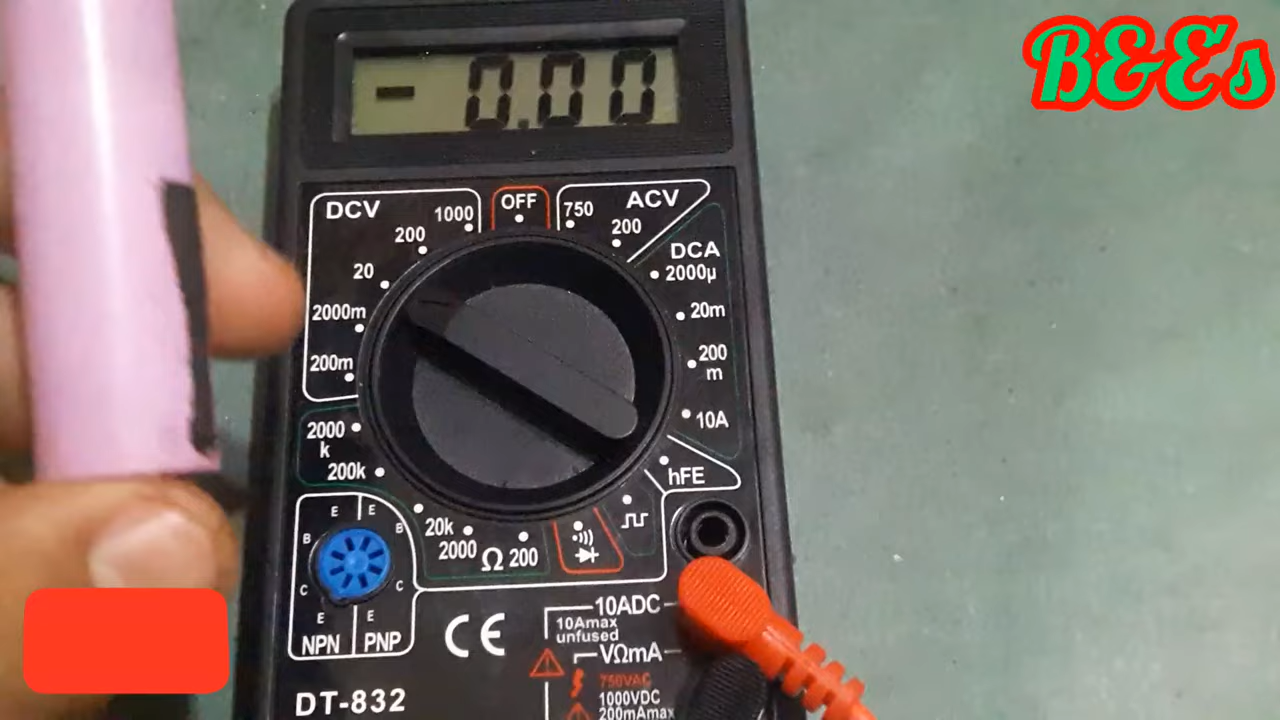 B&Es
- 0.00
DCV
1000
OFF
750
ACV
200
200
DCA
20
2000µ
2000m
20m
200m
200
m
2000
k
10A
200k
hFE
20k
2000
Ω
200
E
E
B
B
C
C
E
E
NPN
PNP
CE
10ADC
10Amax
unfused
VΩmA
750VAC
1000VDC
200mAmax
DT-832